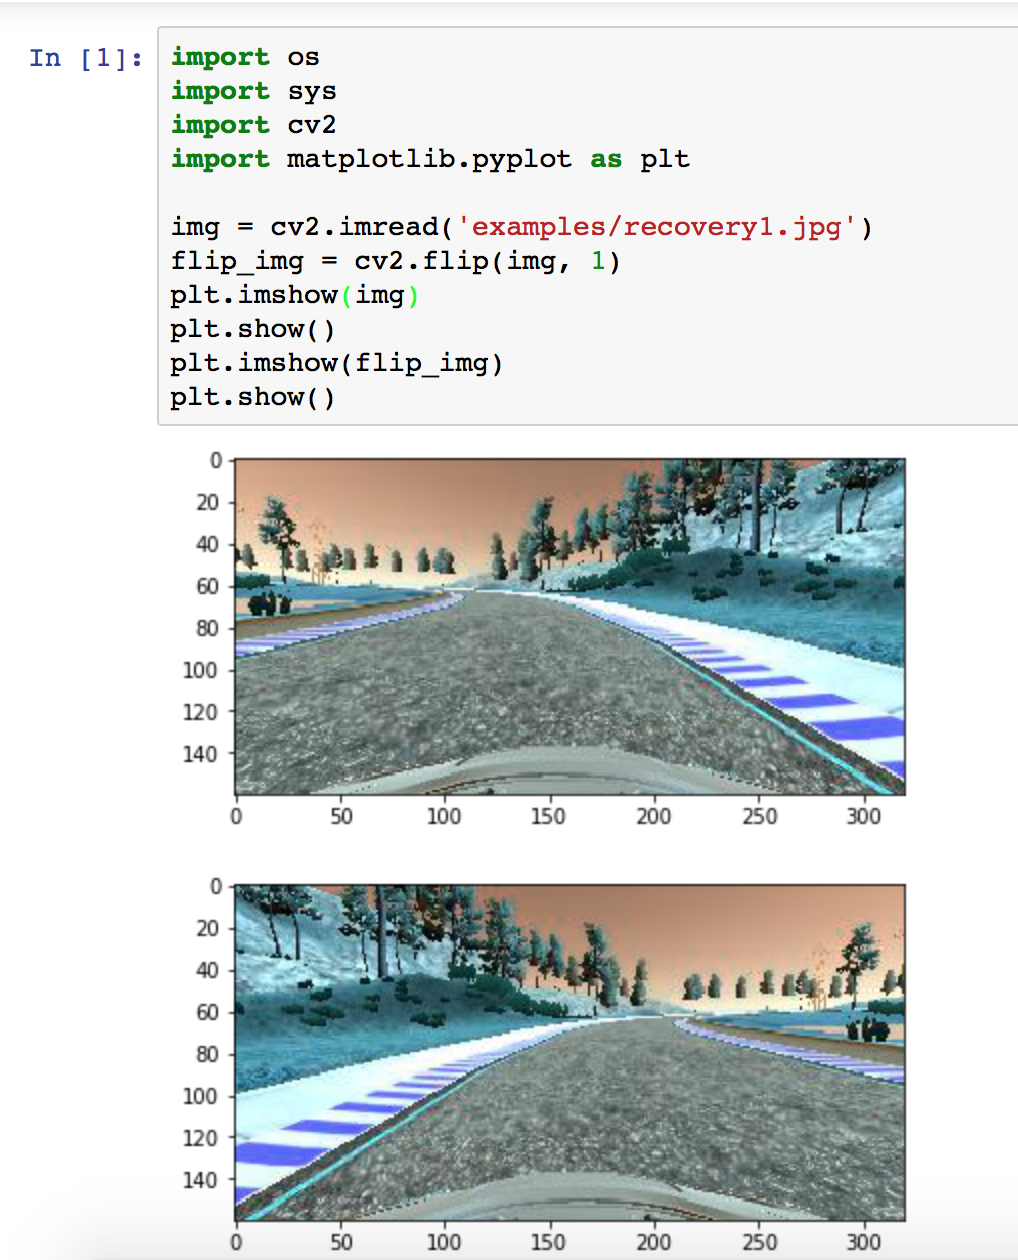 In [1]:
import os
import sys
import cv2
import matplotlib.pyplot as plt
img = cv2.imread('examples/recovery1.jpg')
flip_img = cv2.flip(img, 1)
plt.imshow(img)
plt.show()
plt.imshow(flip_img)
plt.show()
0
20
40
60
80
100
120
140
0 50 100 150 200 250 300
0
20
40
60
80
100
120
140
0 50 100 150 200 250 300